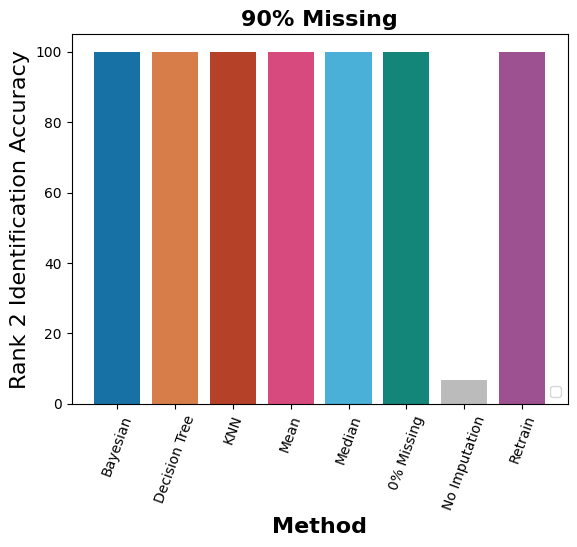 90% Missing
Rank 2 Identification Accuracy
100
80
60
40
20
0
Bayesian
Decision Tree
KNN
Mean
Median
0% Missing
No Imputation
Retrain
Method